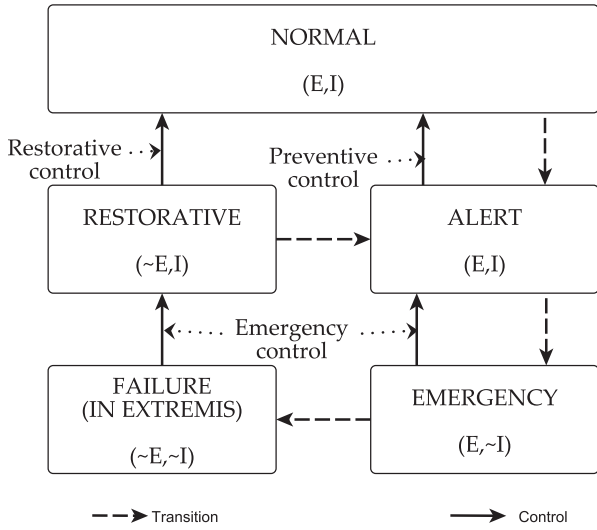 NORMAL
(E,I)
Restorative
control
Preventive
control
RESTORATIVE
(~E,I)
ALERT
(E,I)
Emergency
control
FAILURE
(IN EXTREMIS)
(~E,~I)
EMERGENCY
(E,~I)
Transition
Control